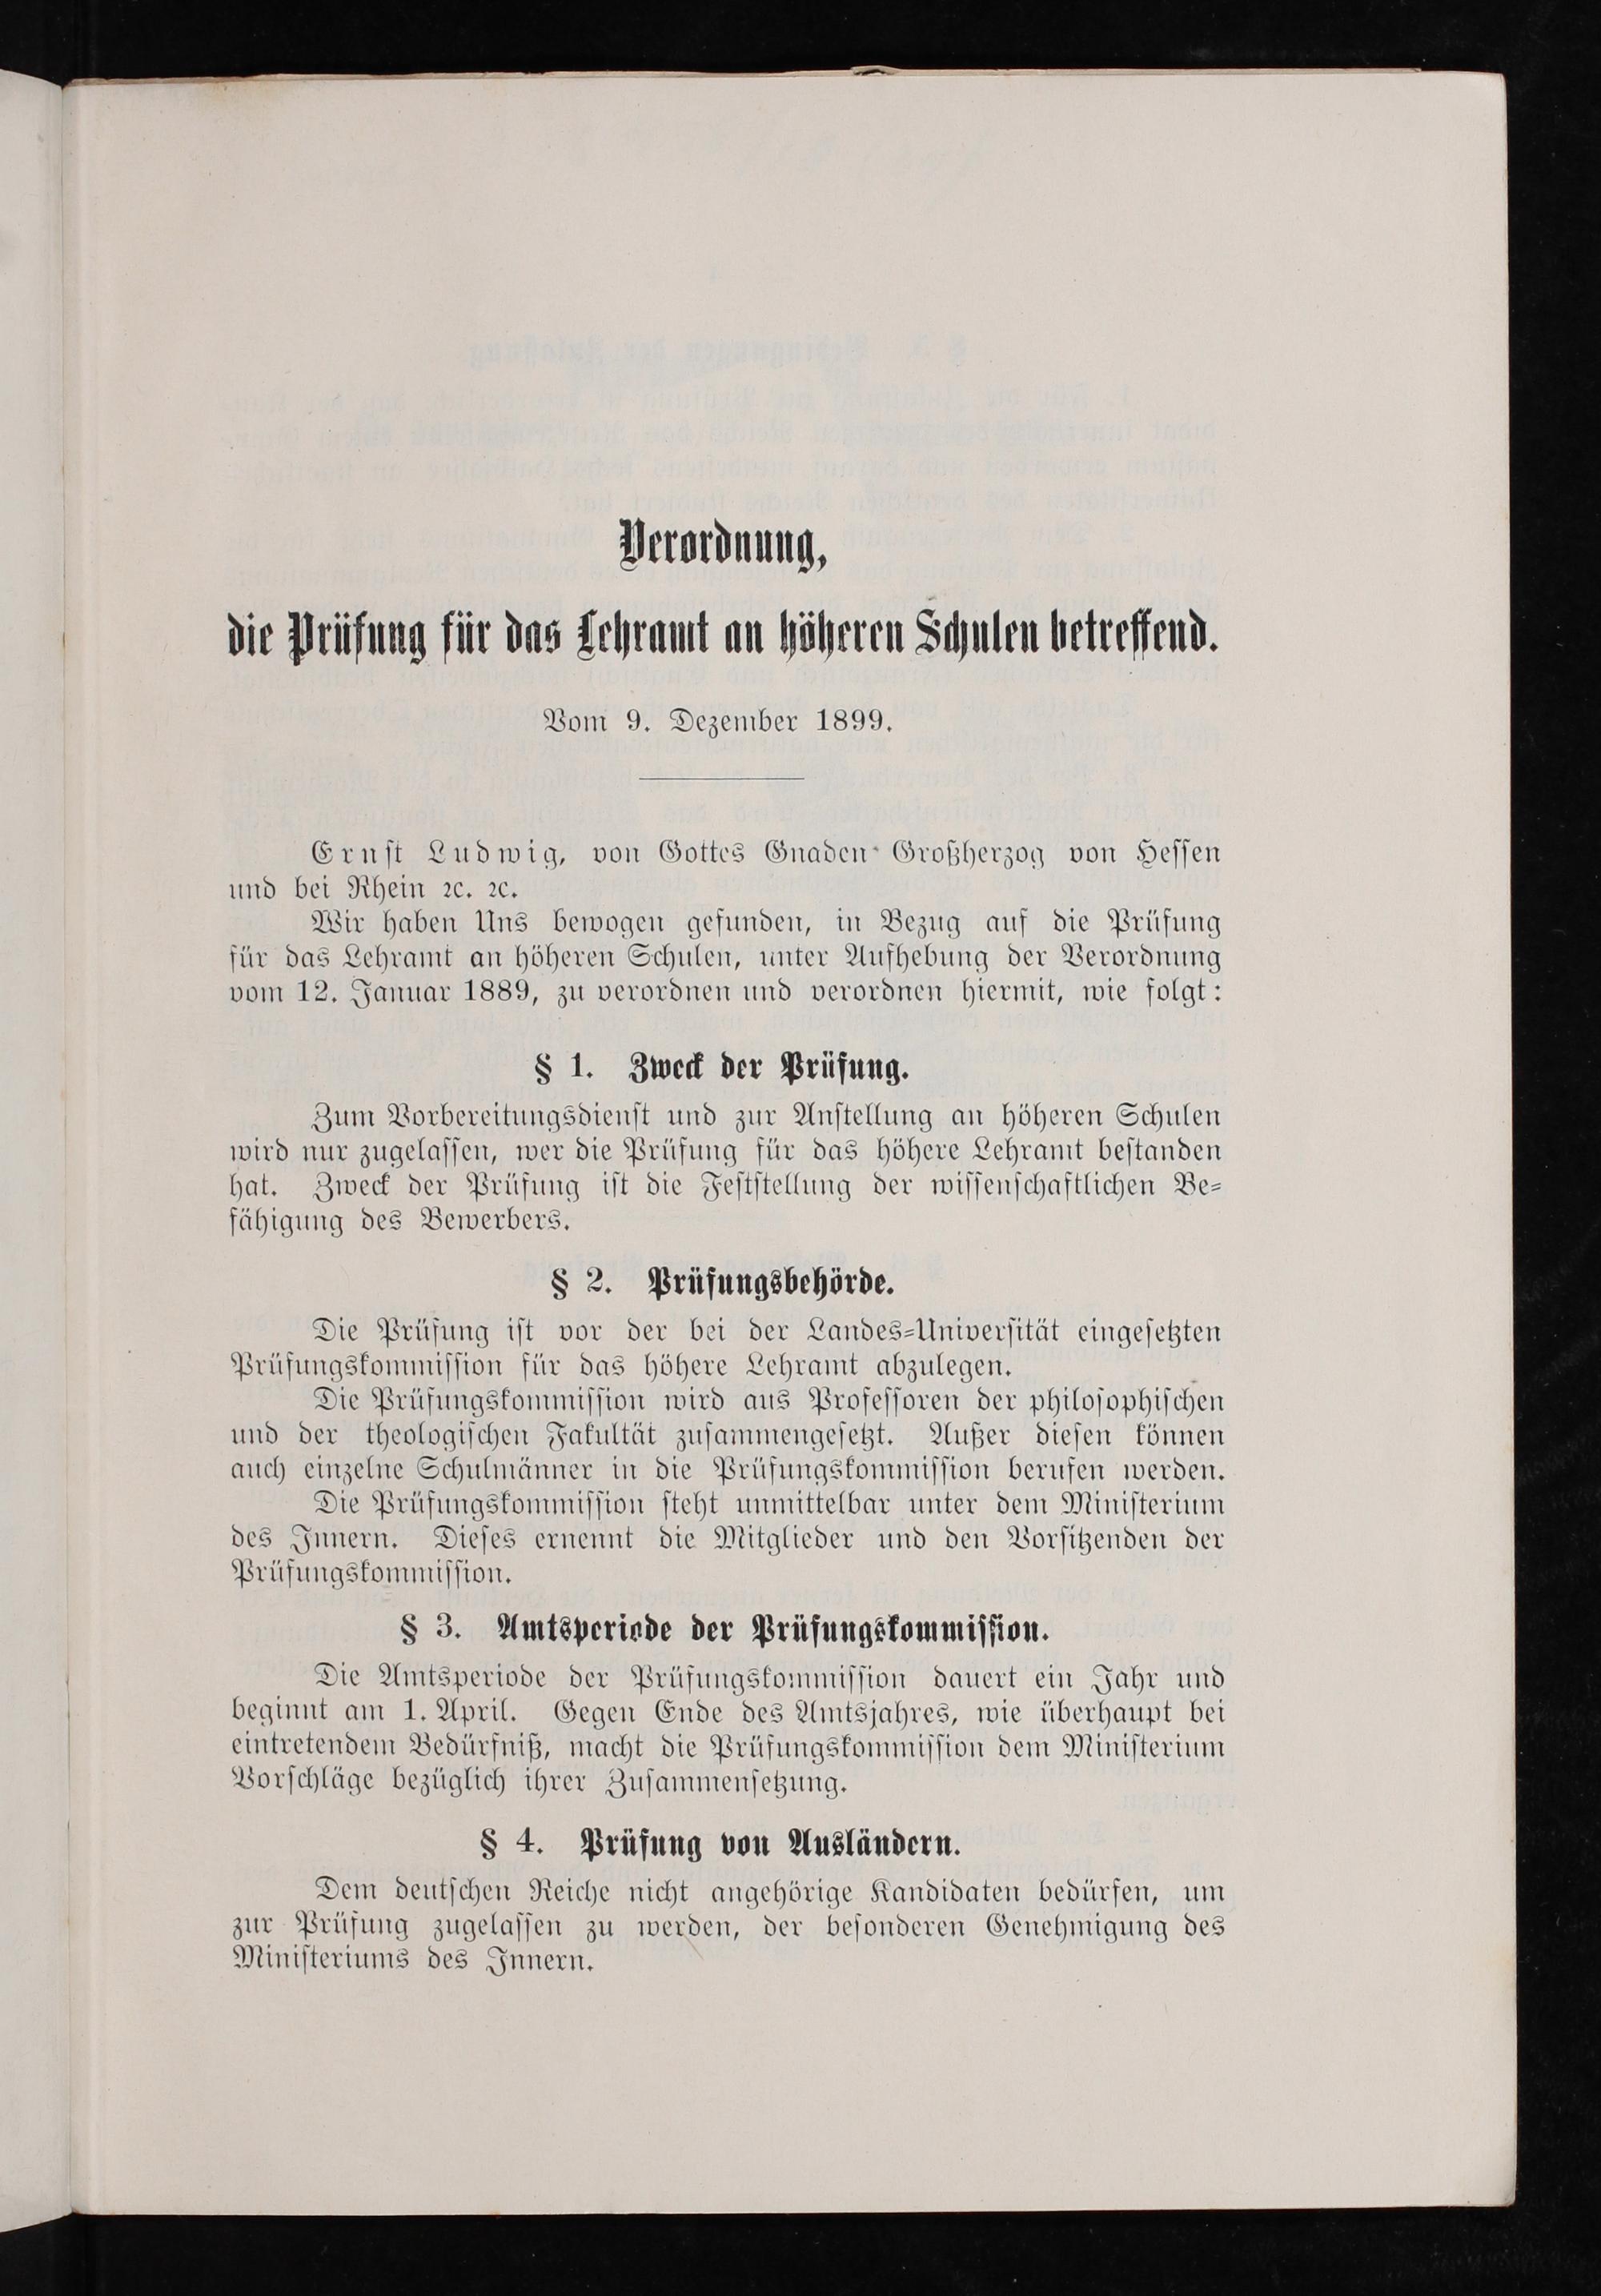 Verordnung,
die Prüfung für das Lehramt an höheren Schulen betreffend.
Vom 9. Dezember 1899.
Ernst Ludwig, von Gottes Gnaden Großherzog von Hessen
und bei Rhein ꝛc. ꝛc.
Wir haben Uns bewogen gefunden, in Bezug auf die Prüfung
für das Lehramt an höheren Schulen, unter Aufhebung der Verordnung
vom 12. Januar 1889, zu verordnen und verordnen hiermit, wie folgt:
§ 1. Zweck der Prüfung.
Zum Vorbereitungsdienst und zur Anstellung an höheren Schulen
wird nur zugelassen, wer die Prüfung für das höhere Lehramt bestanden
hat. Zweck der Prüfung ist die Feststellung der wissenschaftlichen Be-
fähigung des Bewerbers.
§ 2. Prüfungsbehörde.
Die Prüfung ist vor der bei der Landes-Universität eingesetzten
Prüfungskommission für das höhere Lehramt abzulegen.
Die Prüfungskommission wird aus Professoren der philosophischen
und der theologischen Fakultät zusammengesetzt. Außer diesen können
auch einzelne Schulmänner in die Prüfungskommission berufen werden.
Die Prüfungskommission steht unmittelbar unter dem Ministerium
des Innern. Dieses ernennt die Mitglieder und den Vorsitzenden der
Prüfungskommission.
§ 3. Amtsperiode der Prüfungskommission.
Die Amtsperiode der Prüfungskommission dauert ein Jahr und
beginnt am 1. April. Gegen Ende des Amtsjahres, wie überhaupt bei
eintretendem Bedürfniß, macht die Prüfungskommission dem Ministerium
Vorschläge bezüglich ihrer Zusammensetzung.
§ 4. Prüfung von Ausländern.
Dem deutschen Reiche nicht angehörige Kandidaten bedürfen, um
zur Prüfung zugelassen zu werden, der besonderen Genehmigung des
Ministeriums des Innern.